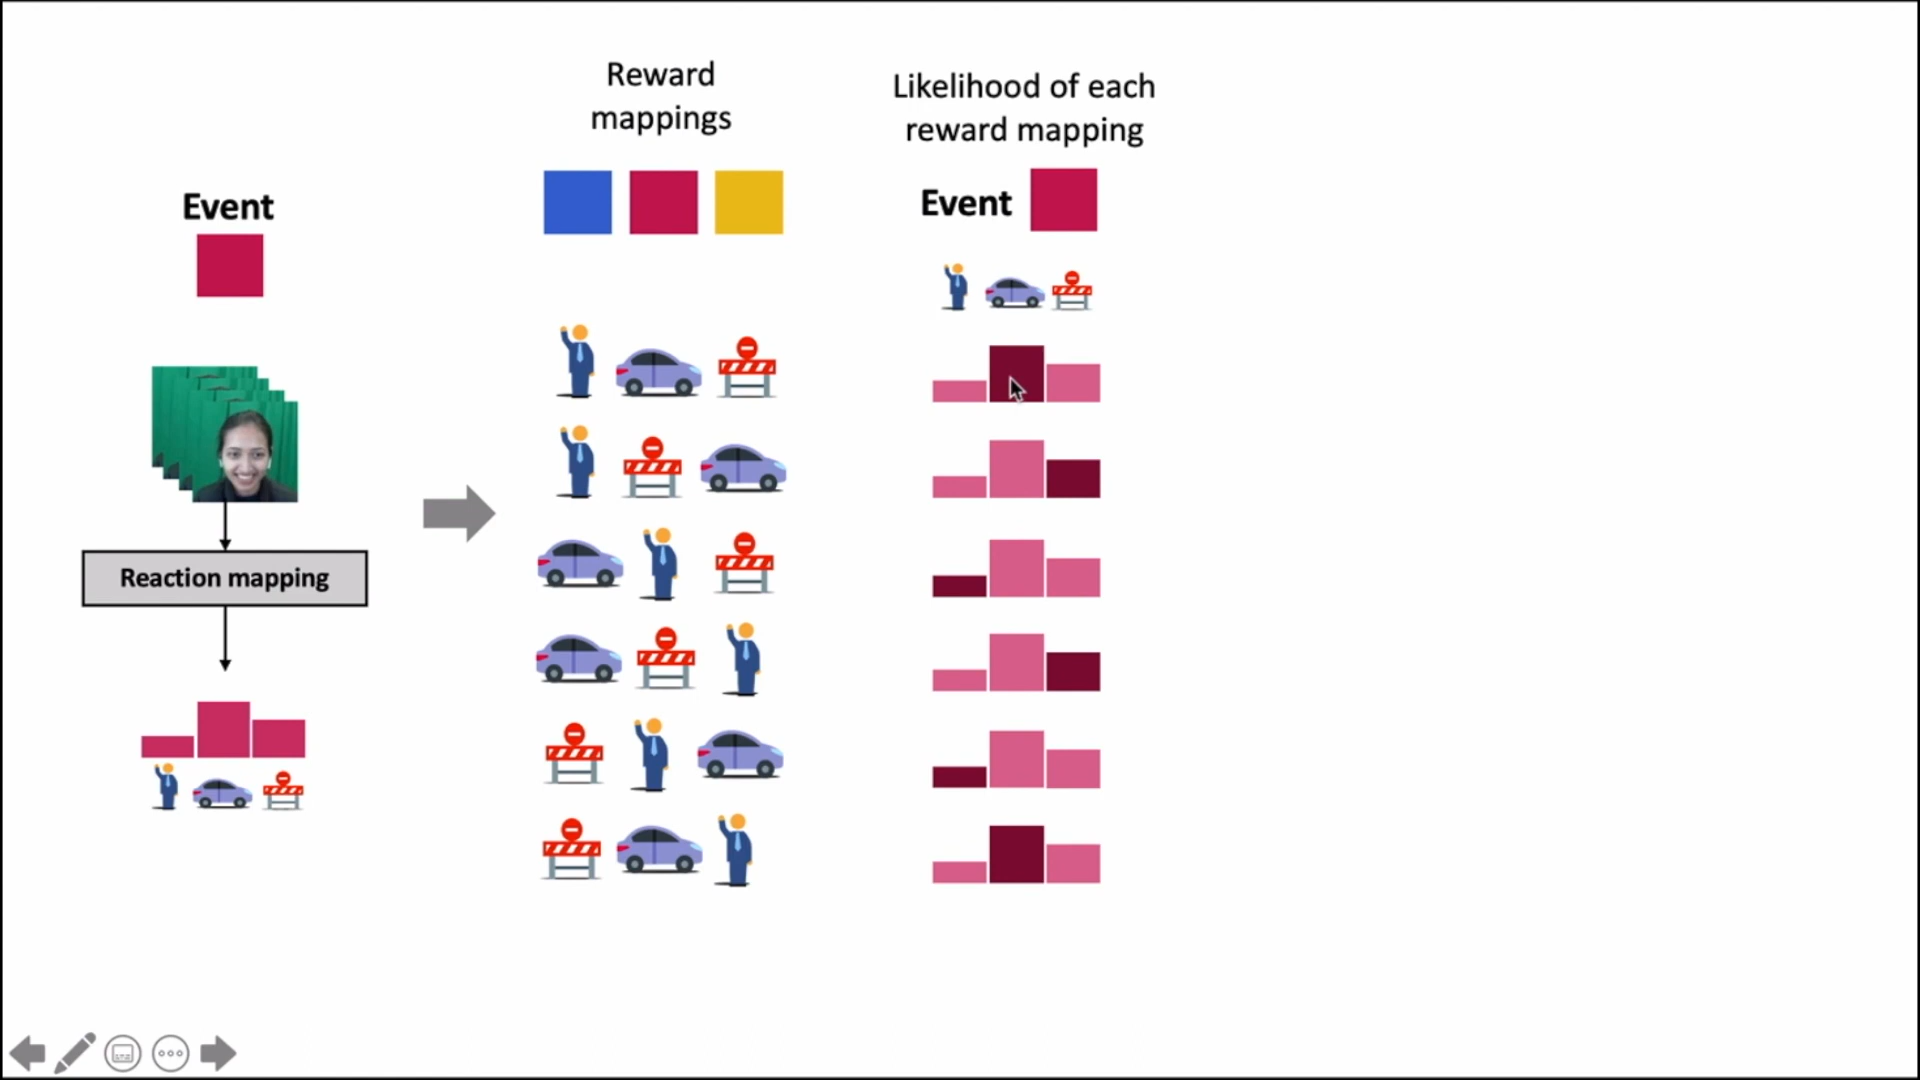 Reward
mappings
Likelihood of each
reward mapping
Event
Event
Reaction mapping